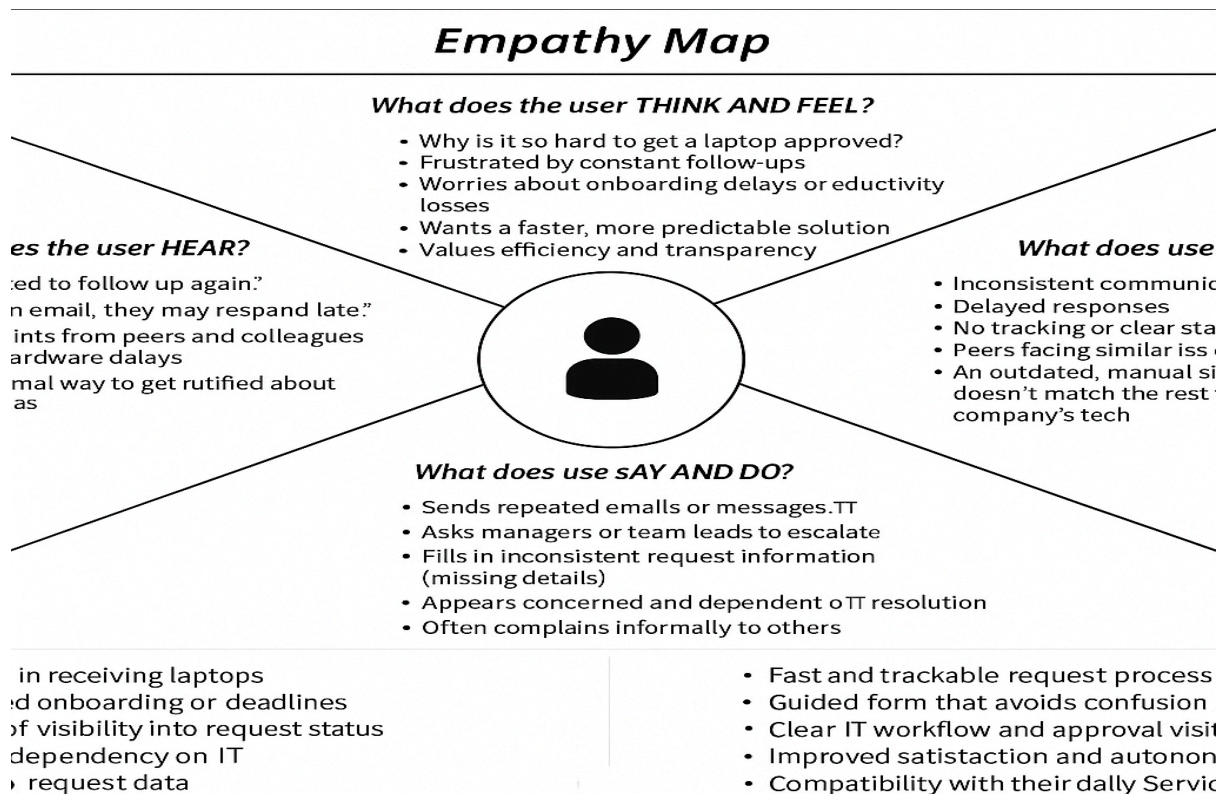 Empathy Map
What does the user THINK AND FEEL?
• Why is it so hard to get a laptop approved?
• Frustrated by constant follow-ups
• Worries about onboarding delays or eductivity
losses
• Wants a faster, more predictable solution
• Values efficiency and transparency
es the user HEAR?
ted to follow up again."
n email, they may respand late."
ints from peers and colleagues
ardware dalays
mal way to get rutified about
as
What does use
• Inconsistent communic
• Delayed responses
• No tracking or clear sta
• Peers facing similar iss
• An outdated, manual si
doesn't match the rest
company's tech
What does use sAY AND DO?
• Sends repeated emails or messages.TT
• Asks managers or team leads to escalate
• Fills in inconsistent request information
(missing details)
• Appears concerned and dependent oTT resolution
• Often complains informally to others
in receiving laptops
ed onboarding or deadlines
of visibility into request status
dependency on IT
request data
• Fast and trackable request process
• Guided form that avoids confusion
• Clear IT workflow and approval visit
• Improved satistaction and autonon
• Compatibility with their dally Servic